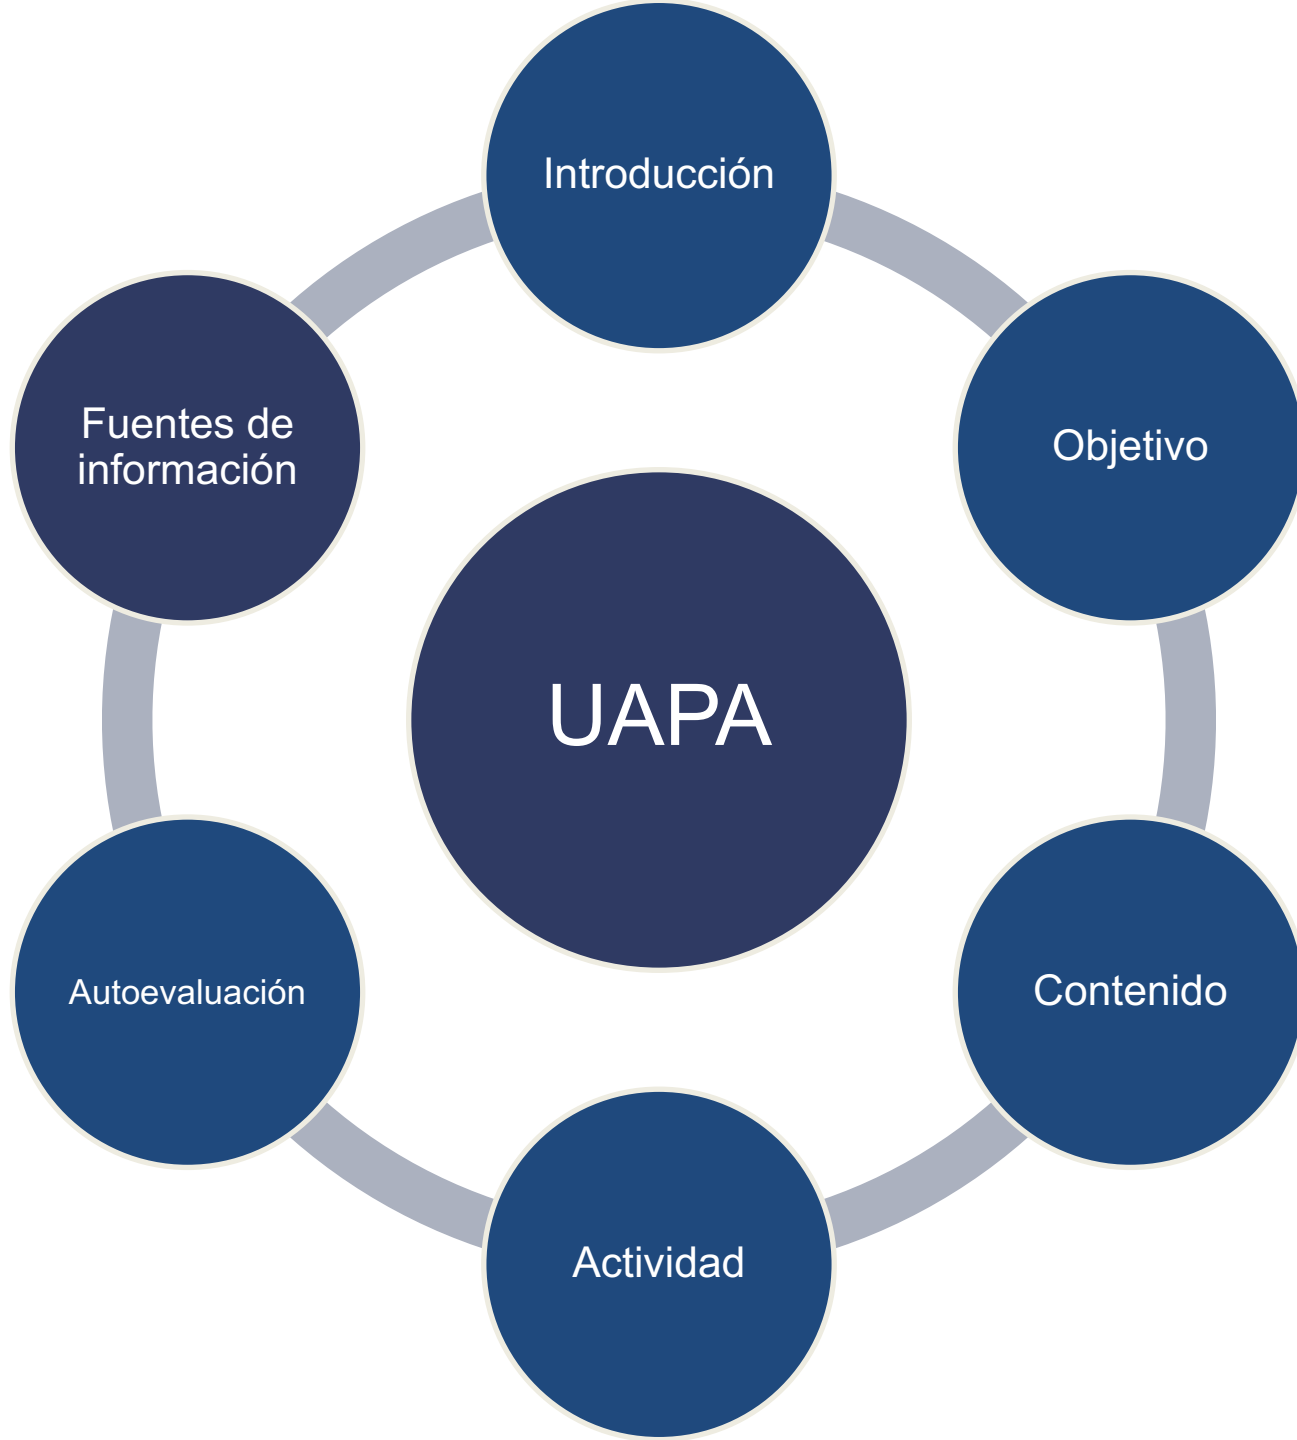 Introducción
Objetivo
Contenido
Actividad
Autoevaluación
Fuentes de
información
UAPA